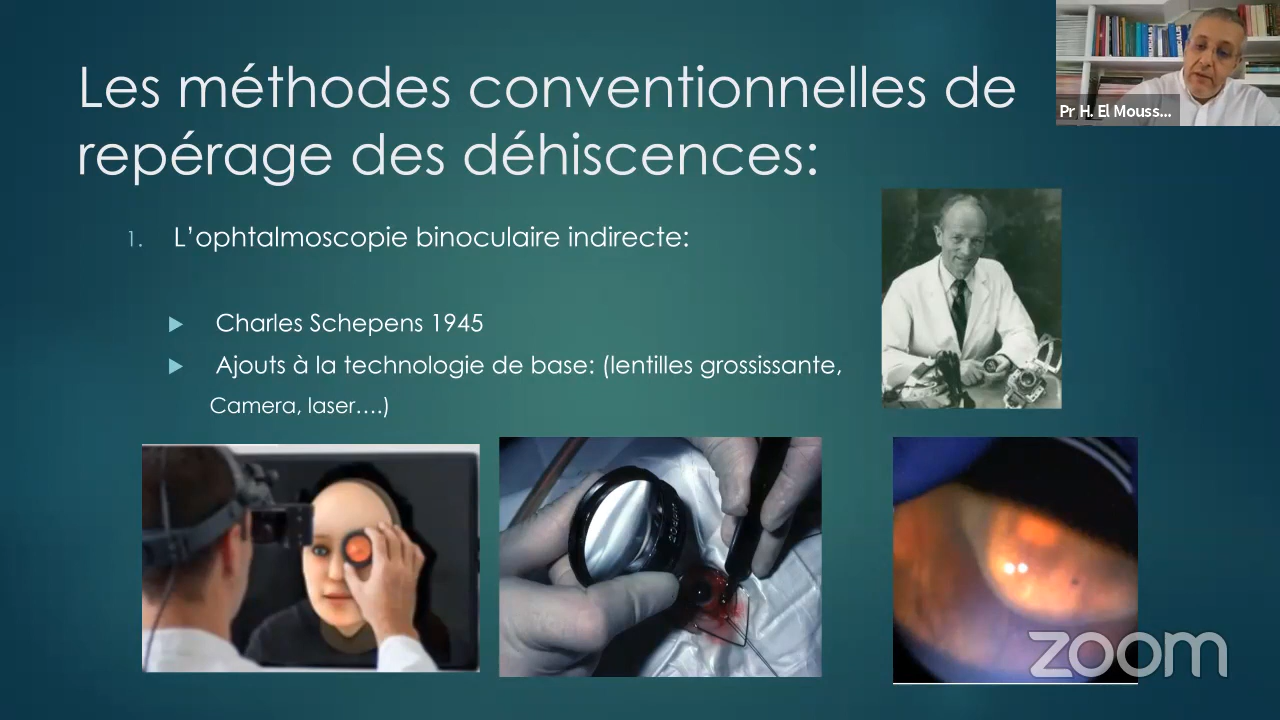 Les méthodes conventionnelles de
repérage des déhiscences:
Pr H. El Mouss...
1. L’ophtalmoscopie binoculaire indirecte:
Charles Schepens 1945
Ajouts à la technologie de base: (lentilles grossissante,
Camera, laser….)
zoom